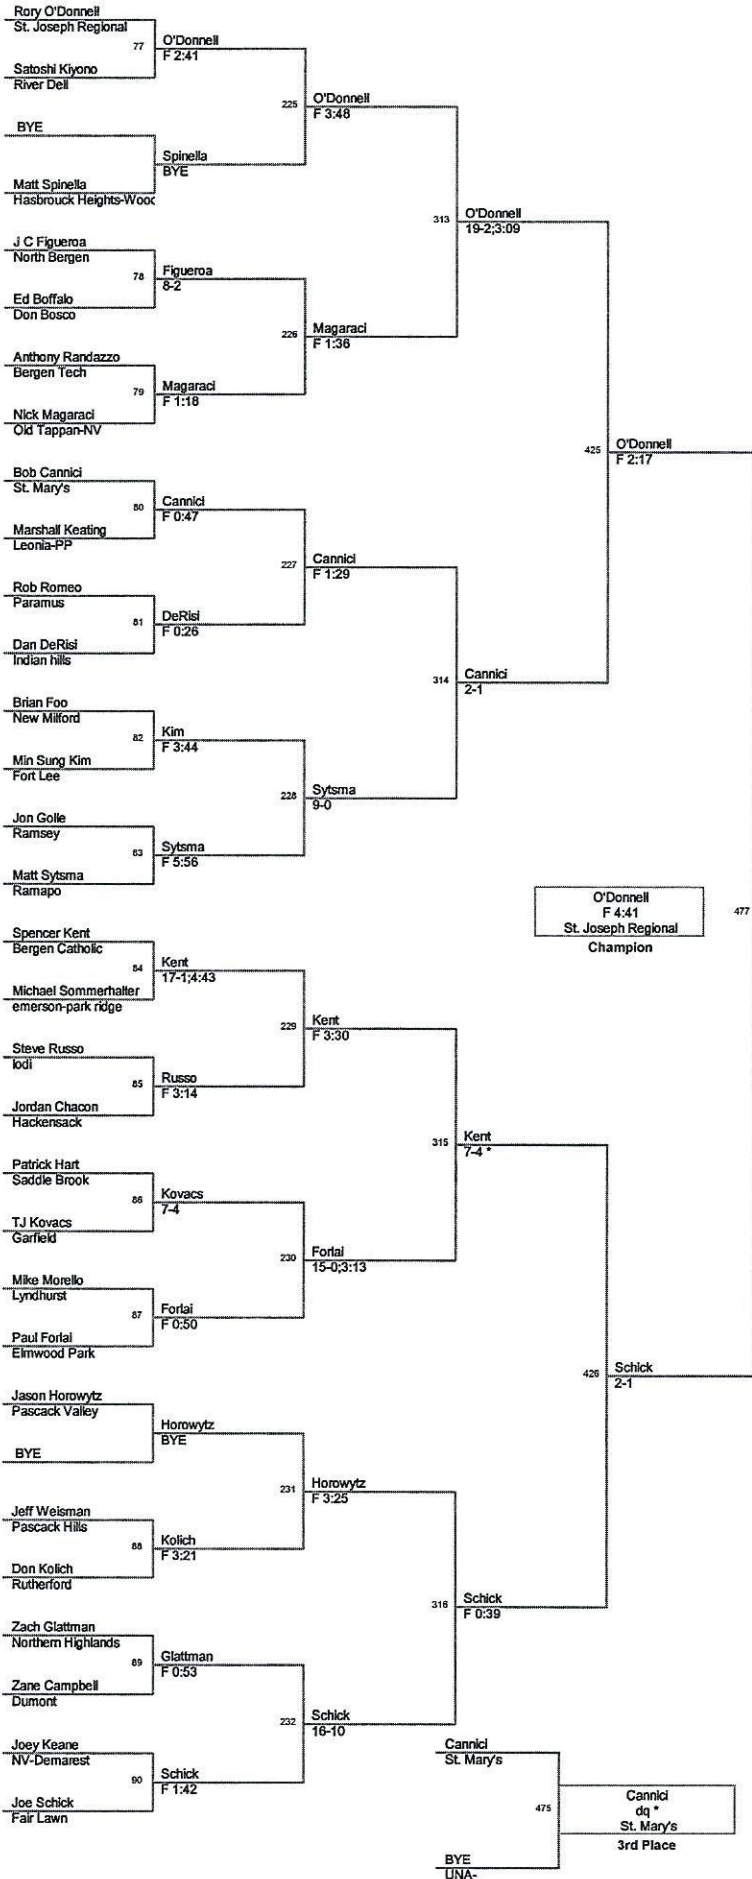 Rory O'Donnell
St. Joseph Regional
77
O'Donnell
F 2:41
Satoshi Kiyono
River Dell
225
O'Donnell
F 3:48
BYE
Spinella
BYE
Matt Spinella
Hasbrouck Heights-Wood
313
O'Donnell
19-2;3:09
J C Figueroa
North Bergen
78
Figueroa
8-2
Ed Boffalo
Don Bosco
226
Magaraci
F 1:36
Anthony Randazzo
Bergen Tech
79
Magaraci
F 1:18
Nick Magaraci
Old Tappan-NV
425
O'Donnell
F 2:17
Bob Cannici
St. Mary's
80
Cannici
F 0:47
Marshall Keating
Leonia-PP
227
Cannici
F 1:29
Rob Romeo
Paramus
81
DeRisi
F 0:26
Dan DeRisi
Indian hills
314
Cannici
2-1
Brian Foo
New Milford
82
Kim
F 3:44
Min Sung Kim
Fort Lee
228
Sytsma
9-0
Jon Golle
Ramsey
83
Sytsma
F 5:56
Matt Sytsma
Ramapo
O'Donnell
F 4:41
St. Joseph Regional
Champion
477
Spencer Kent
Bergen Catholic
84
Kent
17-1;4:43
Michael Sommerhalter
emerson-park ridge
229
Kent
F 3:30
Steve Russo
lodi
85
Russo
F 3:14
Jordan Chacon
Hackensack
315
Kent
7-4 *
Patrick Hart
Saddle Brook
86
Kovacs
7-4
TJ Kovacs
Garfield
230
Forlai
15-0;3:13
Mike Morello
Lyndhurst
87
Forlai
F 0:50
Paul Forlai
Elmwood Park
426
Schick
2-1
Jason Horowytz
Pascack Valley
Horowytz
BYE
BYE
231
Horowytz
F 3:25
Jeff Weisman
Pascack Hills
88
Kolich
F 3:21
Don Kolich
Rutherford
316
Schick
F 0:39
Zach Glattman
Northern Highlands
89
Glattman
F 0:53
Zane Campbell
Dumont
232
Schick
16-10
Joey Keane
NV-Demarest
90
Schick
F 1:42
Joe Schick
Fair Lawn
Cannici
St. Mary's
475
Cannici
dq *
St. Mary's
3rd Place
BYE
UNA-